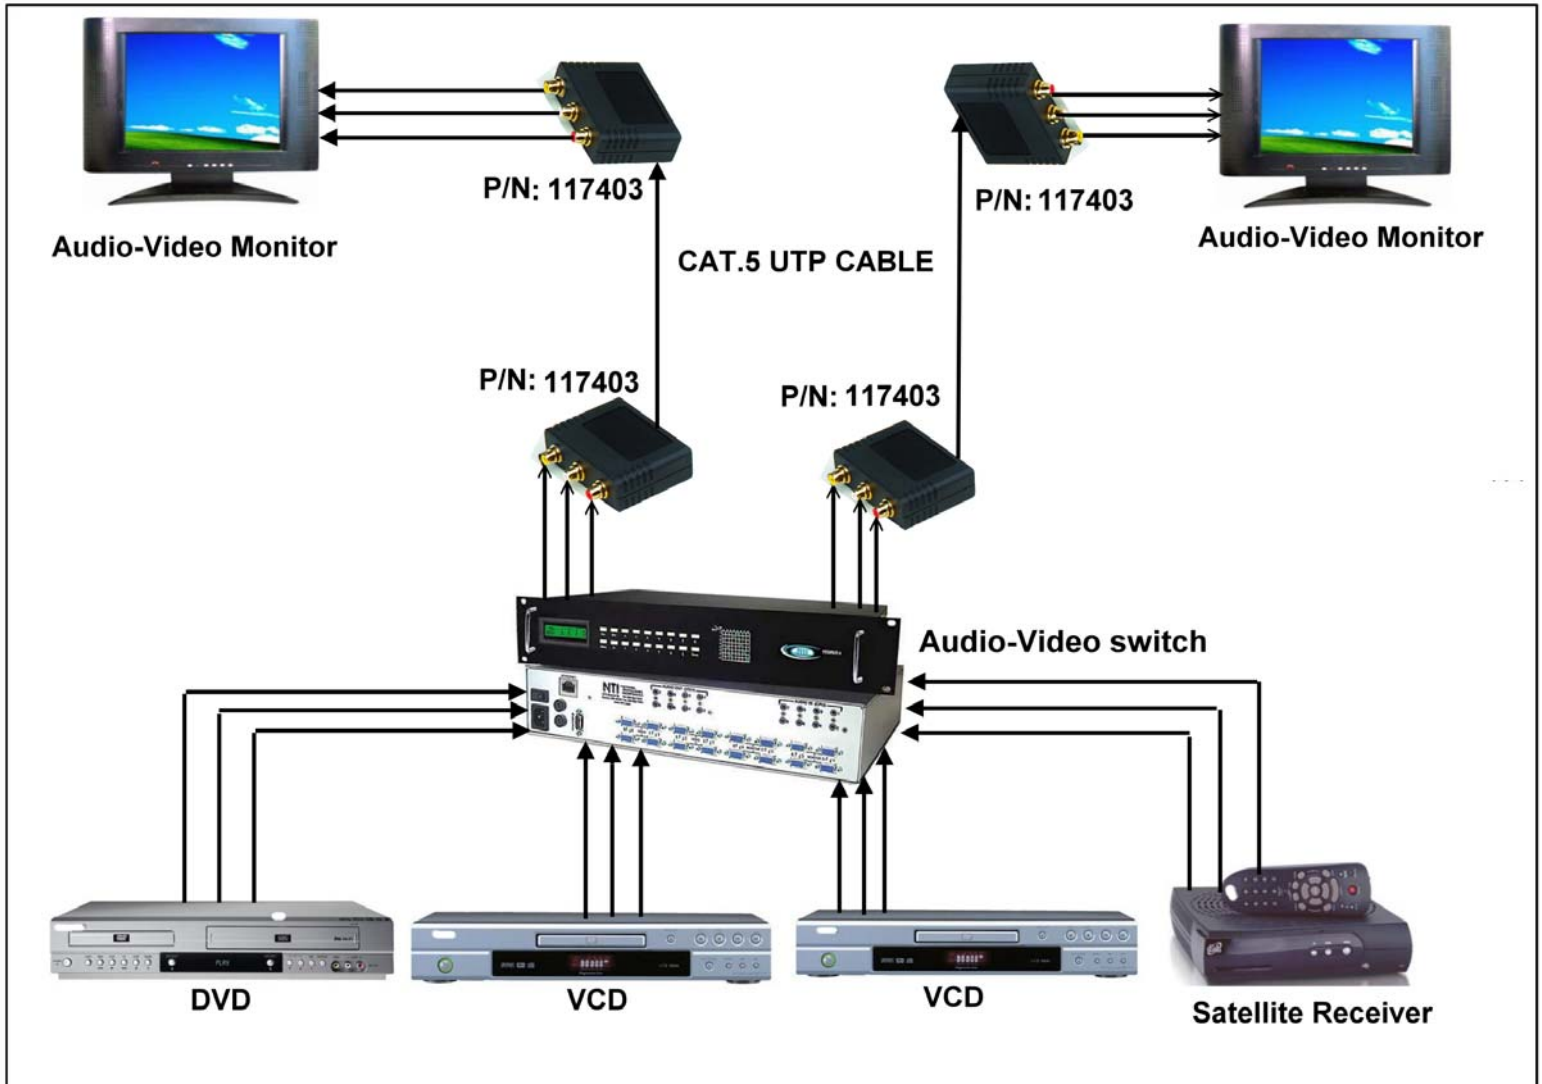 P/N: 117403
P/N: 117403
Audio-Video Monitor
Audio-Video Monitor
CAT.5 UTP CABLE
P/N: 117403
P/N: 117403
Audio-Video switch
NTI
PLAY
DVD
VCD
VCD
Satellite Receiver